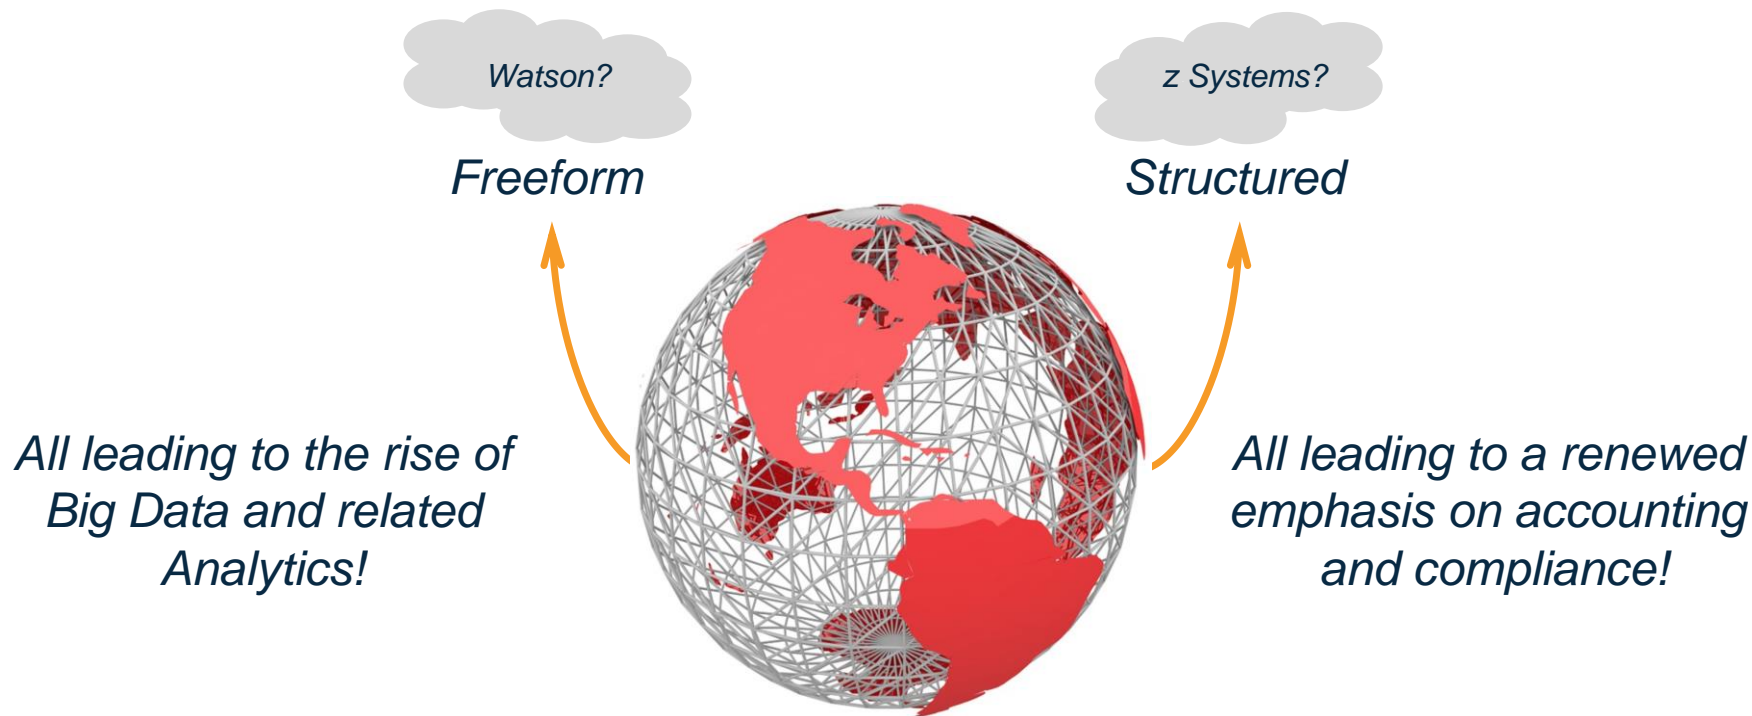 Watson?
z Systems?
Freeform
Structured
All leading to the rise of
Big Data and related
Analytics!
All leading to a renewed
emphasis on accounting
and compliance!